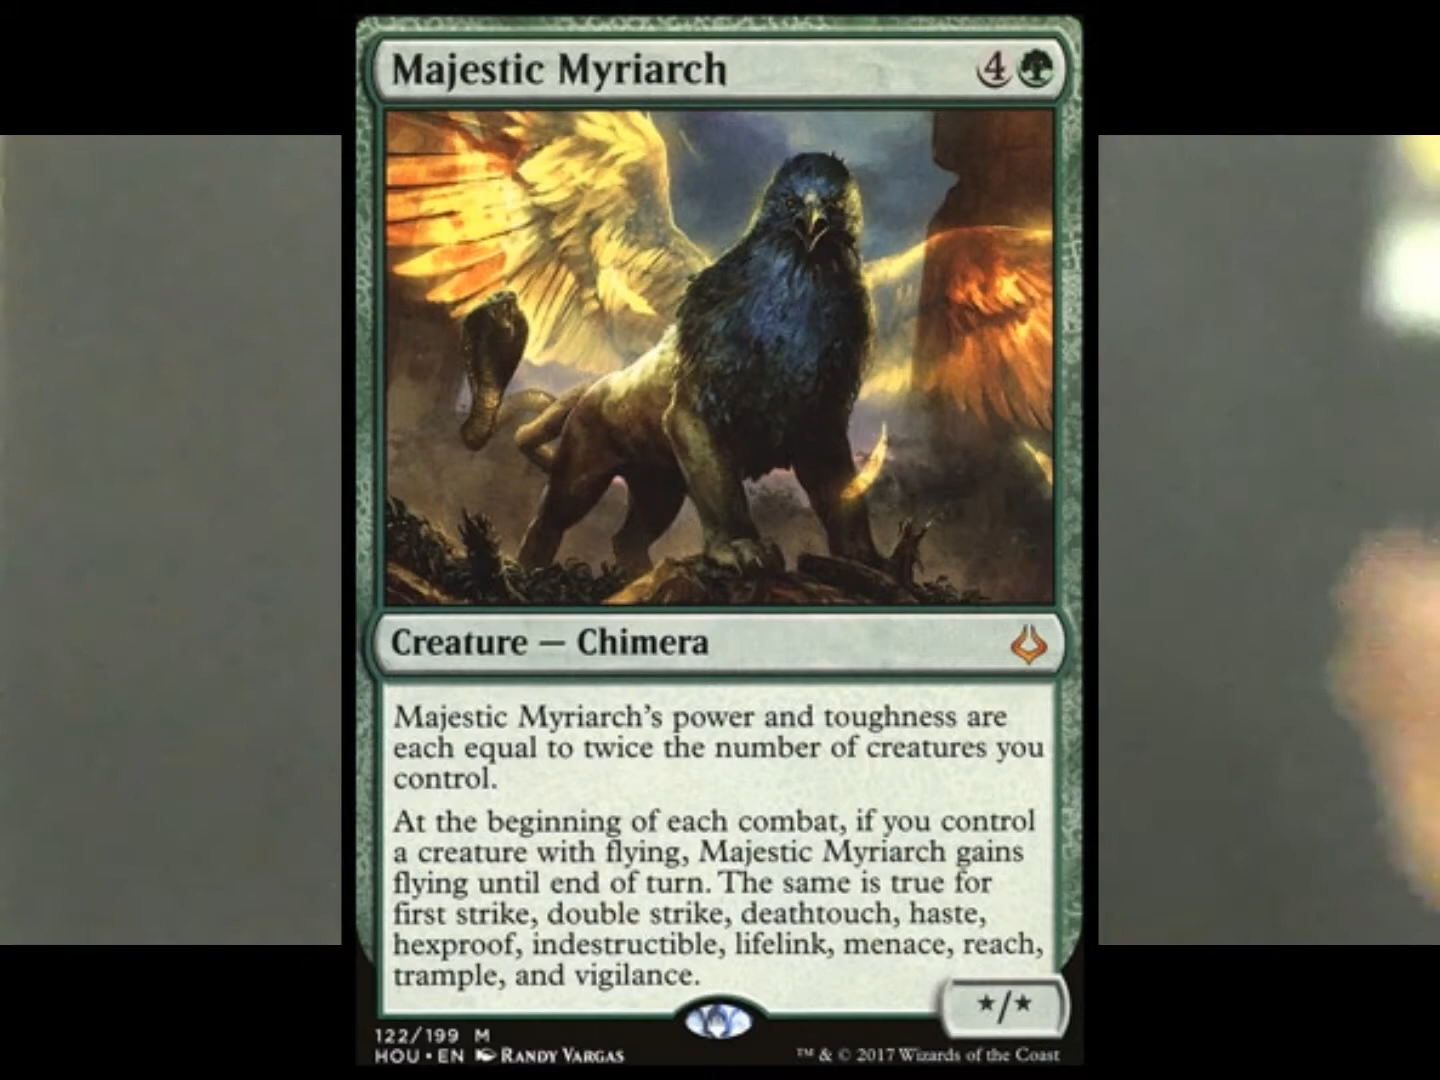 Majestic Myriarch 4
Creature — Chimera
Majestic Myriarch's power and toughness are
each equal to twice the number of creatures you
control.
At the beginning of each combat, if you control
a creature with flying, Majestic Myriarch gains
flying until end of turn. The same is true for
first strike, double strike, deathtouch, haste,
hexproof, indestructible, lifelink, menace, reach,
trample, and vigilance.
★/★
122/199 M
HOU • EN RANDY VARGAS
™ & © 2017 Wizards of the Coast